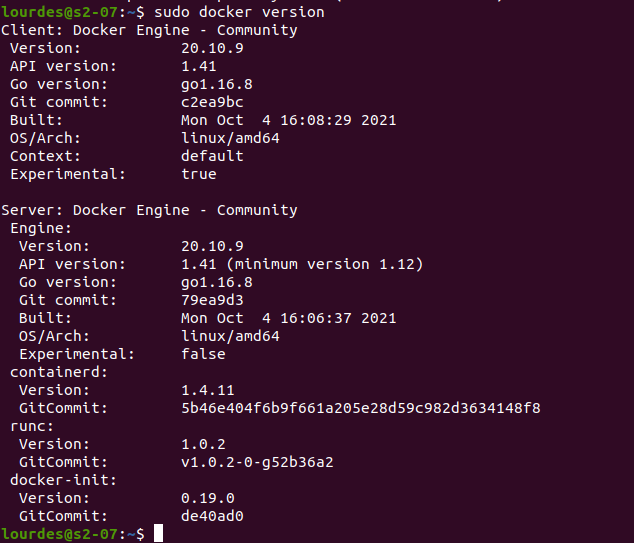 lourdes@s2-07:~$ sudo docker version
Client: Docker Engine - Community
 Version:           20.10.9
 API version:       1.41
 Go version:        go1.16.8
 Git commit:        c2ea9bc
 Built:             Mon Oct  4 16:08:29 2021
 OS/Arch:           linux/amd64
 Context:           default
 Experimental:      true

Server: Docker Engine - Community
 Engine:
  Version:          20.10.9
  API version:      1.41 (minimum version 1.12)
  Go version:       go1.16.8
  Git commit:       79ea9d3
  Built:            Mon Oct  4 16:06:37 2021
  OS/Arch:          linux/amd64
  Experimental:     false
 containerd:
  Version:          1.4.11
  GitCommit:        5b46e404f6b9f661a205e28d59c982d3634148f8
 runc:
  Version:          1.0.2
  GitCommit:        v1.0.2-0-g52b36a2
 docker-init:
  Version:          0.19.0
  GitCommit:        de40ad0
lourdes@s2-07:~$